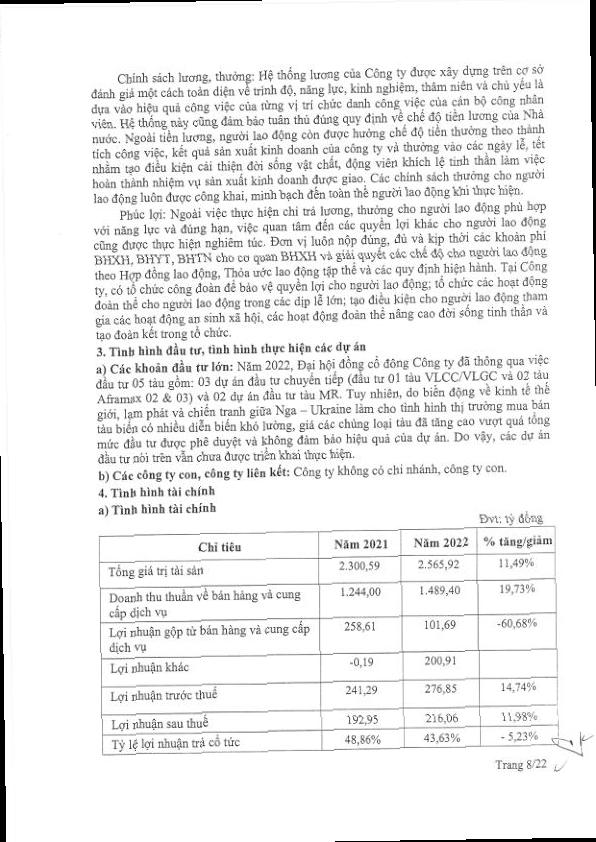 Chính sách lương, thưởng: Hệ thống lương của Công ty được xây dựng trên cơ sở
đánh giá một cách toàn diện về trình độ, năng lực, kinh nghiệm, thâm niên và chủ yếu là
dựa vào hiệu quả công việc của từng vị trí chức danh công việc của cán bộ công nhân
viên. Hệ thống này cũng đảm bảo tuân thủ đúng quy định về chế độ tiền lương của Nhà
nước. Ngoài tiền lương, người lao động còn được hưởng chế độ tiền thưởng theo thành
tích công việc, kết quả sản xuất kinh doanh của công ty và thưởng vào các ngày lễ, tết
nhằm tạo điều kiện cải thiện đời sống vật chất, động viên khích lệ tinh thần làm việc
hoàn thành nhiệm vụ sản xuất kinh doanh được giao. Các chính sách thưởng cho người
lao động luôn được công khai, minh bạch đến toàn thể người lao động khi thực hiện.
Phúc lợi: Ngoài việc thực hiện chi trả lương, thưởng cho người lao động phù hợp
với năng lực và đúng hạn, việc quan tâm đến các quyền lợi khác cho người lao động
cũng được thực hiện nghiêm túc. Đơn vị luôn nộp đúng, đủ và kịp thời các khoản phí
BHXH, BHYT, BHTN cho cơ quan BHXH và giải quyết các chế độ cho người lao động
theo Hợp đồng lao động, Thỏa ước lao động tập thể và các quy định hiện hành. Tại Công
ty, có tổ chức công đoàn để bảo vệ quyền lợi cho người lao động; tổ chức các hoạt động
đoàn thể cho người lao động trong các dịp lễ lớn; tạo điều kiện cho người lao động tham
gia các hoạt động an sinh xã hội, các hoạt động đoàn thể nâng cao đời sống tinh thần và
tạo đoàn kết trong tổ chức.
3. Tình hình đầu tư, tình hình thực hiện các dự án
a) Các khoản đầu tư lớn: Năm 2022, Đại hội đồng cổ đông Công ty đã thông qua việc
đầu tư 05 tàu gồm: 03 dự án đầu tư chuyển tiếp (đầu tư 01 tàu VLCC/VLGC và 02 tàu
Aframax 02 & 03) và 02 dự án đầu tư tàu MR. Tuy nhiên, do biến động về kinh tế thế
giới, lạm phát và chiến tranh giữa Nga – Ukraine làm cho tình hình thị trường mua bán
tàu biển có nhiều diễn biến khó lường, giá các chủng loại tàu đã tăng cao vượt quá tổng
mức đầu tư được phê duyệt và không đảm bảo hiệu quả của dự án. Do vậy, các dự án
đầu tư nói trên vẫn chưa được triển khai thực hiện.
b) Các công ty con, công ty liên kết: Công ty không có chi nhánh, công ty con.
4. Tình hình tài chính
a) Tình hình tài chính
Đvt: tỷ đồng
Chỉ tiêu Năm 2021 Năm 2022 % tăng/giảm
Tổng giá trị tài sản 2.300,59 2.565,92 11,49%
Doanh thu thuần về bán hàng và cung
cấp dịch vụ 1.244,00 1.489,40 19,73%
Lợi nhuận gộp từ bán hàng và cung cấp
dịch vụ 258,61 101,69 -60,68%
Lợi nhuận khác -0,19 200,91
Lợi nhuận trước thuế 241,29 276,85 14,74%
Lợi nhuận sau thuế 192,95 216,06 11,98%
Tỷ lệ lợi nhuận trả cổ tức 48,86% 43,63% - 5,23%
Trang 8/22